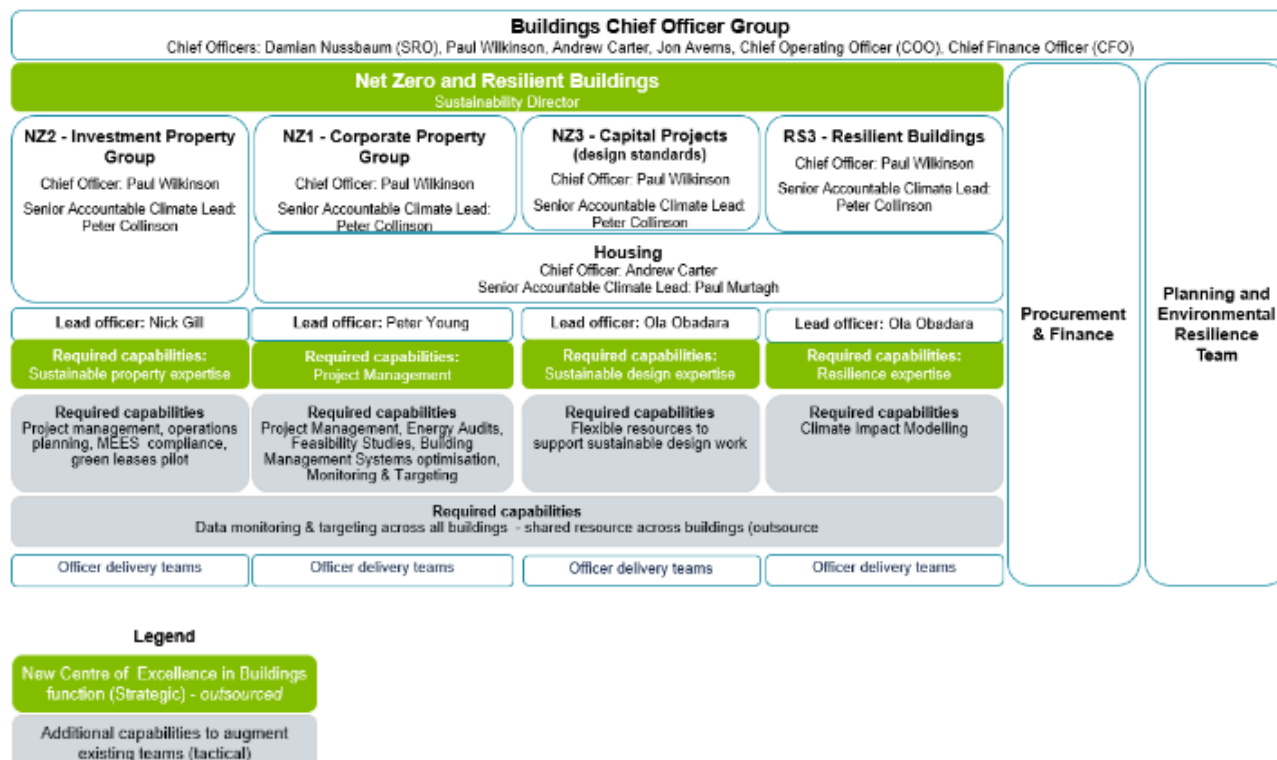 Buildings Chief Officer Group
Chief Officers: Damian Nussbaum (SRO), Paul Wilkinson, Andrew Carter, Jon Averns, Chief Operating Officer (COO), Chief Finance Officer (CFO)
Net Zero and Resilient Buildings
Sustainability Director
NZ2 - Investment Property
Group
Chief Officer: Paul Wilkinson
Senior Accountable Climate Lead:
Peter Collinson
NZ1 - Corporate Property
Group
Chief Officer: Paul Wilkinson
Senior Accountable Climate Lead:
Peter Collinson
NZ3 - Capital Projects
(design standards)
Chief Officer: Paul Wilkinson
Senior Accountable Climate Lead:
Peter Collinson
RS3 - Resilient Buildings
Chief Officer: Paul Wilkinson
Senior Accountable Climate Lead:
Peter Collinson
Housing
Chief Officer: Andrew Carter
Senior Accountable Climate Lead: Paul Murtagh
Lead officer: Nick Gill
Lead officer: Peter Young
Lead officer: Ola Obadara
Lead officer: Ola Obadara
Required capabilities:
Sustainable property expertise
Required capabilities:
Project Management
Required capabilities:
Sustainable design expertise
Required capabilities:
Resilience expertise
Required capabilities
Project management, operations
planning, MEES compliance,
green leases pilot
Required capabilities
Project Management, Energy Audits,
Feasibility Studies, Building
Management Systems optimisation,
Monitoring & Targeting
Required capabilities
Flexible resources to
support sustainable design work
Required capabilities
Climate Impact Modelling
Required capabilities
Data monitoring & targeting across all buildings - shared resource across buildings (outsource
Officer delivery teams
Officer delivery teams
Officer delivery teams
Officer delivery teams
Procurement
& Finance
Planning and
Environmental
Resilience
Team
Legend
New Centre of Excellence in Buildings
function (Strategic) - outsourced
Additional capabilities to augment
existing teams (tactical)